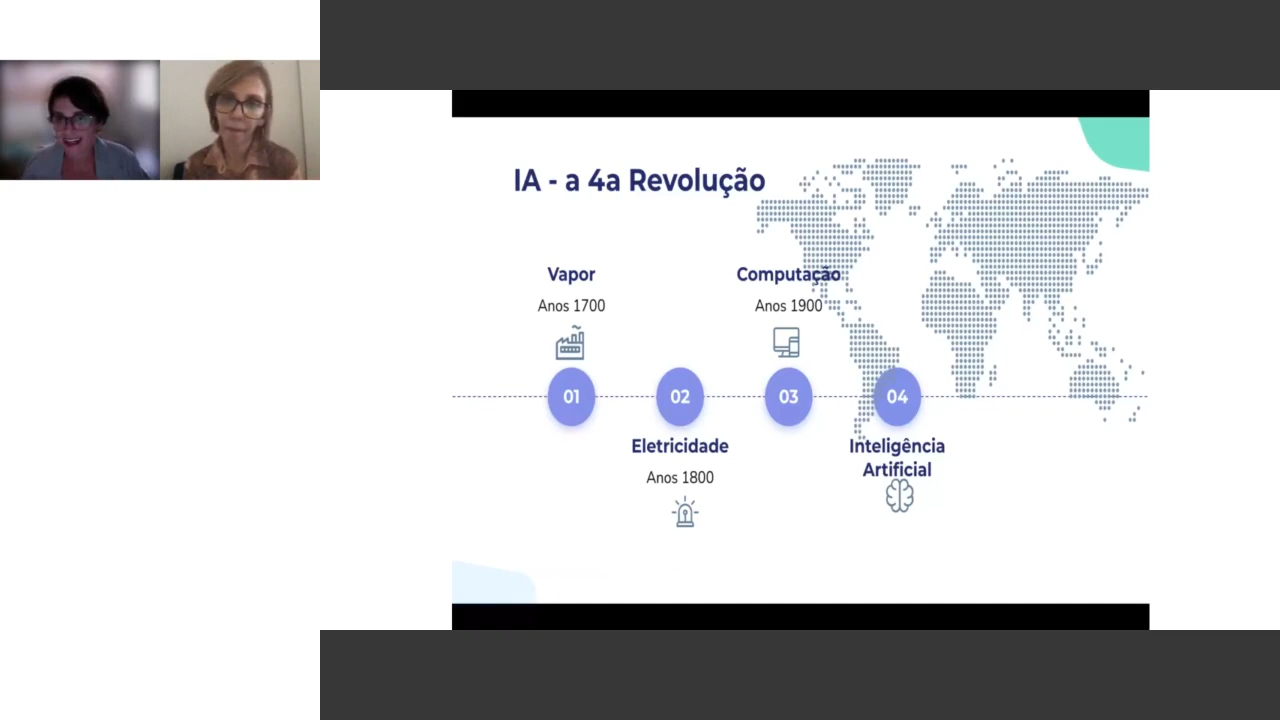 IA - a 4a Revolução
Vapor
Anos 1700
01
02
Eletricidade
Anos 1800
Computação
Anos 1900
03
04
Inteligência
Artificial